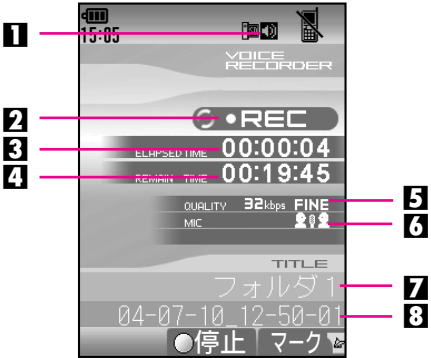 1
15:05
VOICE
RECORDER
2
●REC
3
ELAPSED TIME 00:00:04
4
REMAIN TIME 00:19:45
5
QUALITY 32kbps FINE
6
MIC
TITLE
7
フォルダ1
8
04-07-10_12-50-01
停止 マーク